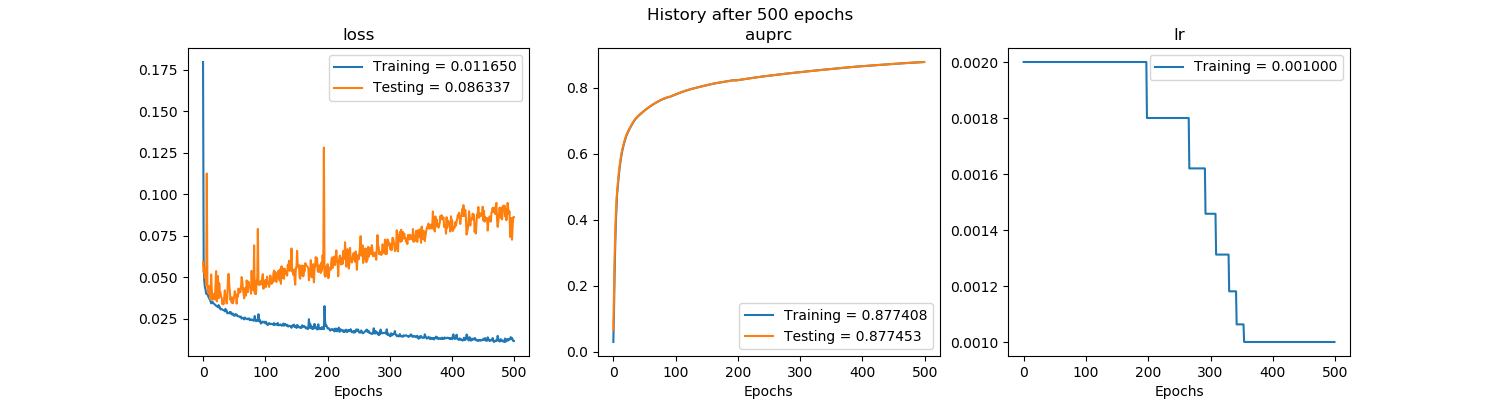 History after 500 epochs
loss
0.175
0.150
0.125
0.100
0.075
0.050
0.025
0 100 200 300 400 500
Epochs
Training = 0.011650
Testing = 0.086337
auprc
0.8
0.6
0.4
0.2
0.0
0 100 200 300 400 500
Epochs
Training = 0.877408
Testing = 0.877453
lr
0.0020
0.0018
0.0016
0.0014
0.0012
0.0010
0 100 200 300 400 500
Epochs
Training = 0.001000